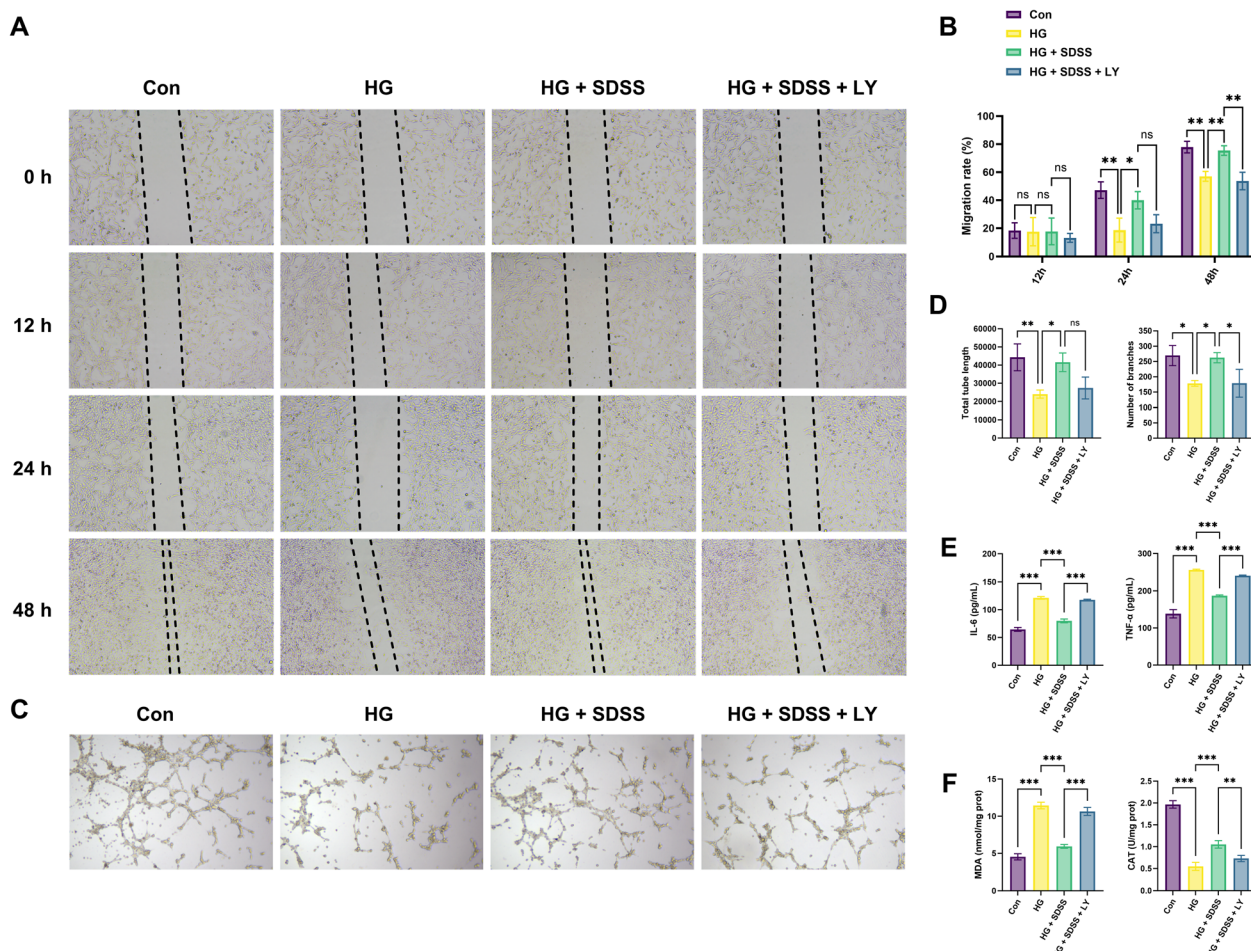 A
Con
HG
HG + SDSS
HG + SDSS + LY
0 h
12 h
24 h
48 h
B
Con
HG
HG + SDSS
HG + SDSS + LY
Migration rate (%)
100
80
60
40
20
0
ns
ns
ns
**
*
ns
**
**
**
12h
24h
48h
C
Con
HG
HG + SDSS
HG + SDSS + LY
D
Total tube length
60000
50000
40000
30000
20000
10000
0
**
*
ns
Con
HG
HG + SDSS
HG + SDSS + LY
Number of branches
350
300
250
200
150
100
50
0
*
*
*
Con
HG
HG + SDSS
HG + SDSS + LY
E
IL-6 (pg/mL)
200
150
100
50
0
***
***
***
Con
HG
HG + SDSS
HG + SDSS + LY
TNF-α (pg/mL)
300
200
100
0
***
***
***
Con
HG
HG + SDSS
HG + SDSS + LY
F
MDA (nmol/mg prot)
15
10
5
0
***
***
***
Con
HG
HG + SDSS
HG + SDSS + LY
CAT (U/mg prot)
2.5
2.0
1.5
1.0
0.5
0.0
***
***
**
Con
HG
HG + SDSS
HG + SDSS + LY